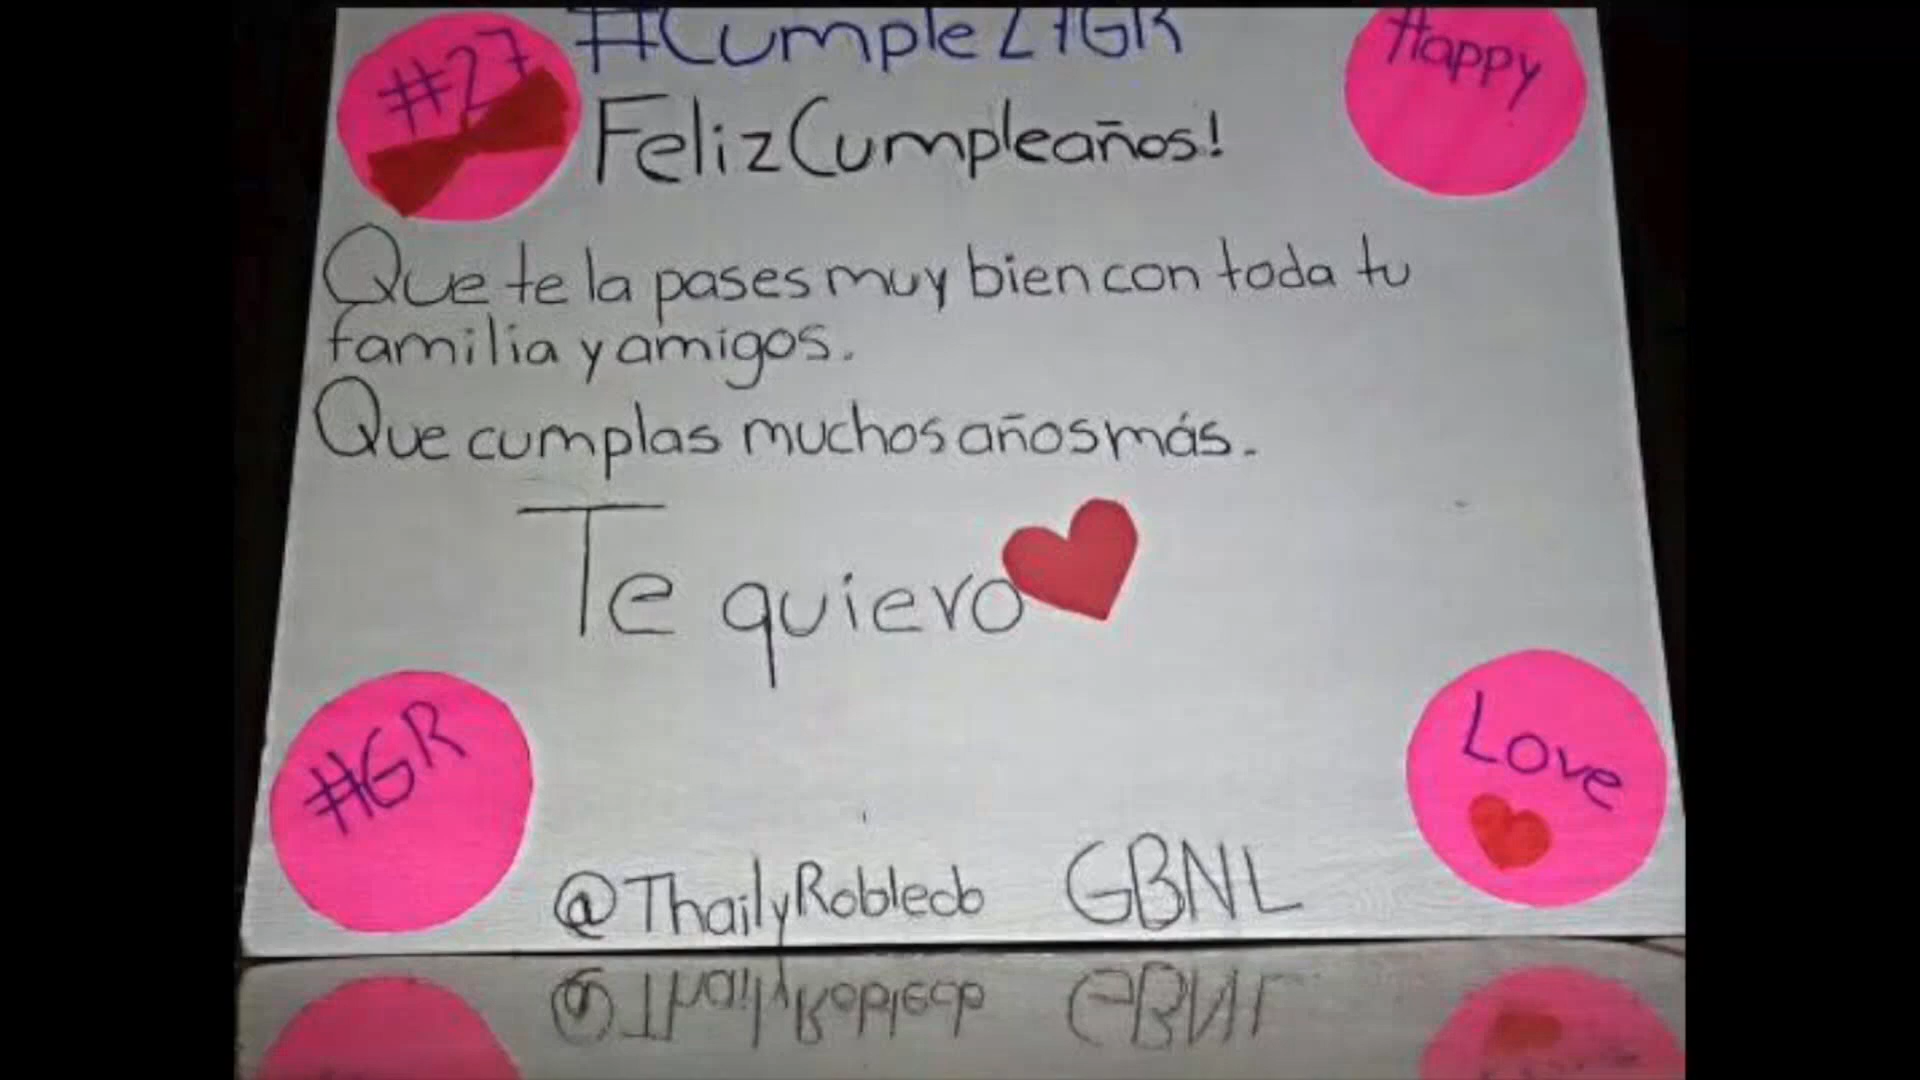 #27
#Cumple27GR
Happy
Feliz Cumpleaños!
Que te la pases muy bien con toda tu
familia y amigos.
Que cumplas muchos años más.
Te quiero
#GR
Love
@ThailyRobledo GBNL